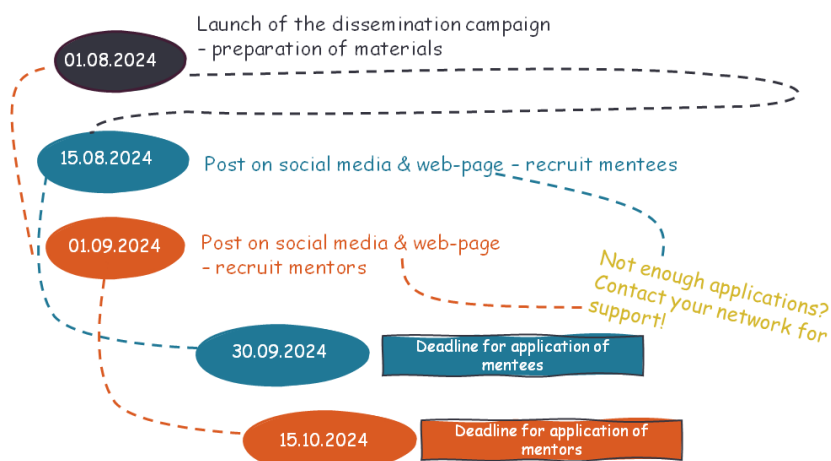 01.08.2024
Launch of the dissemination campaign
– preparation of materials
15.08.2024
Post on social media & web-page – recruit mentees
01.09.2024
Post on social media & web-page
– recruit mentors
Not enough applications?
Contact your network for
support!
30.09.2024
Deadline for application of
mentees
15.10.2024
Deadline for application of
mentors